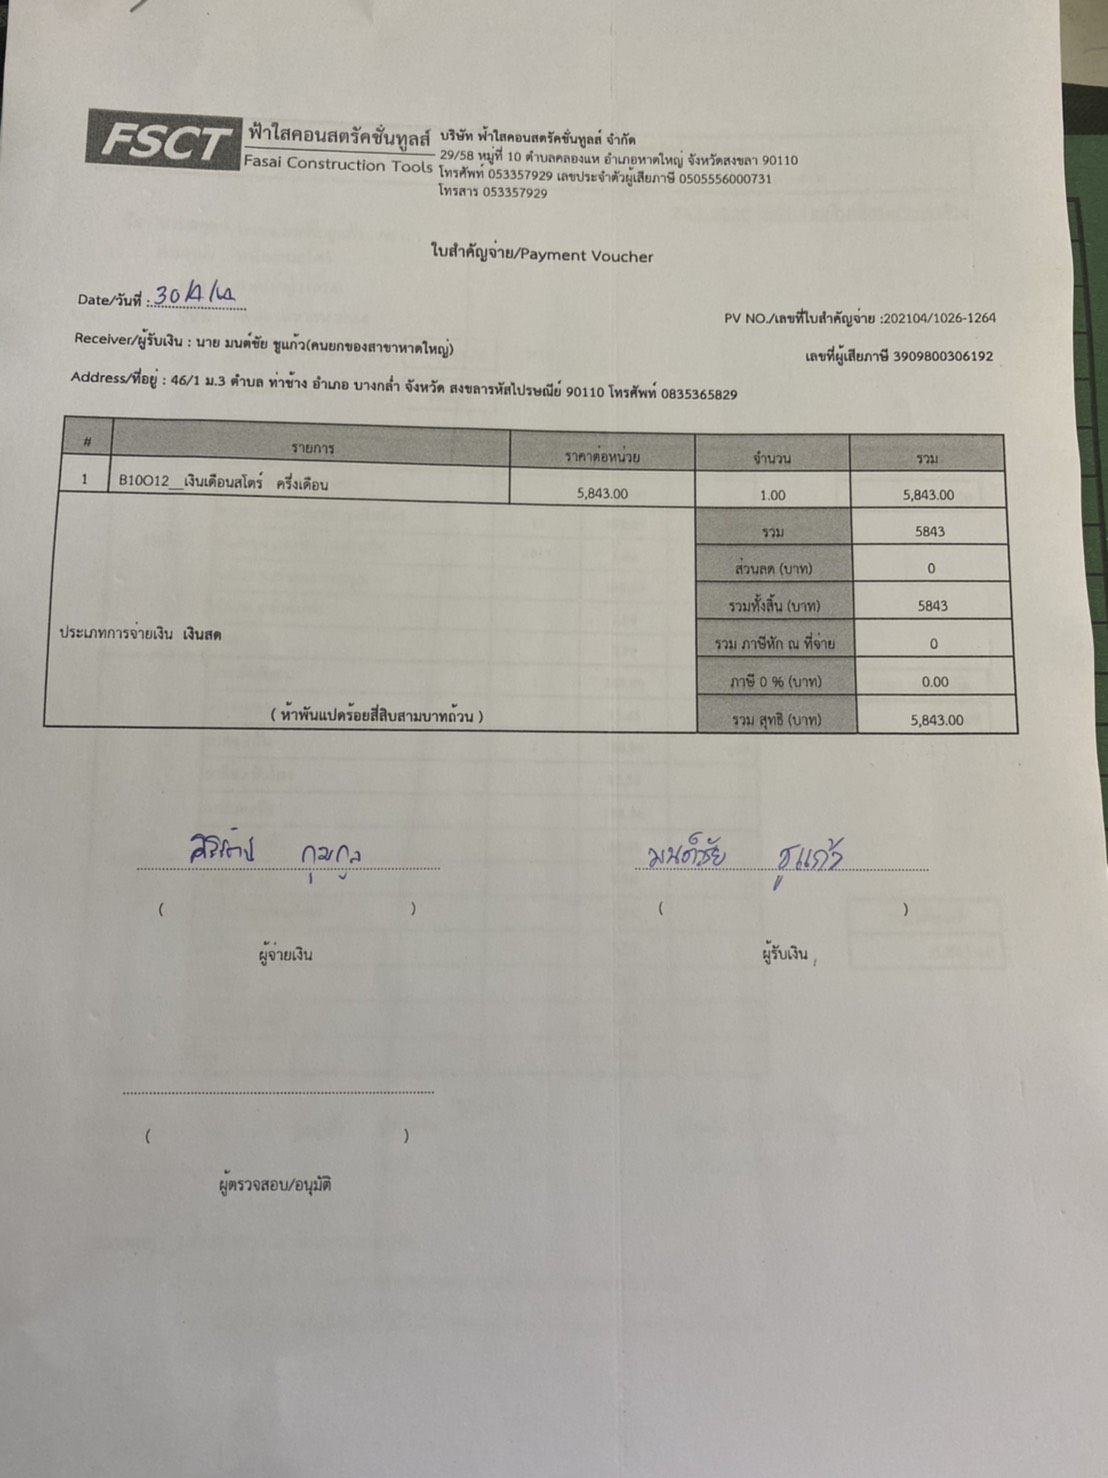 FSCT ฟ้าใสคอนสตรัคชั่นทูลส์
Fasai Construction Tools
บริษัท ฟ้าใสคอนสตรัคชั่นทูลส์ จำกัด
29/58 หมู่ที่ 10 ตำบลคลองแห อำเภอหาดใหญ่ จังหวัดสงขลา 90110
โทรศัพท์ 053357929 เลขประจำตัวผู้เสียภาษี 0505556000731
โทรสาร 053357929
ใบสำคัญจ่าย/Payment Voucher
Date/วันที่ : 30/
PV NO./เลขที่ใบสำคัญจ่าย :202104/1026-1264
Receiver/ผู้รับเงิน : นาย มนต์ชัย ชูแก้ว(คนยกของสาขาหาดใหญ่)
เลขที่ผู้เสียภาษี 3909800306192
Address/ที่อยู่ : 46/1 ม.3 ตำบล ท่าช้าง อำเภอ บางกล่ำ จังหวัด สงขลารหัสไปรษณีย์ 90110 โทรศัพท์ 0835365829
# รายการ ราคาต่อหน่วย จำนวน รวม
1 B10O12__เงินเดือนสโตร์ ครึ่งเดือน 5,843.00 1.00 5,843.00
รวม 5843
ส่วนลด (บาท) 0
รวมทั้งสิ้น (บาท) 5843
ประเภทการจ่ายเงิน เงินสด
รวม ภาษีหัก ณ ที่จ่าย 0
ภาษี 0 % (บาท) 0.00
( ห้าพันแปดร้อยสี่สิบสามบาทถ้วน ) รวม สุทธิ (บาท) 5,843.00
มนต์ชัย ชูแก้ว
( ) ( )
ผู้จ่ายเงิน ผู้รับเงิน
( )
ผู้ตรวจสอบ/อนุมัติ